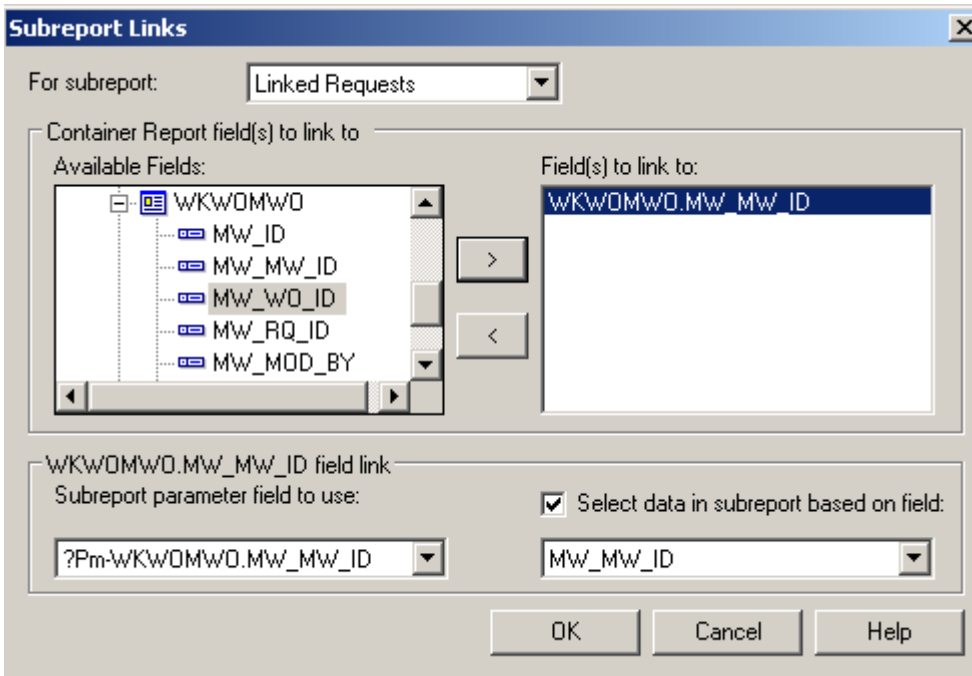 Subreport Links
For subreport: Linked Requests
Container Report field(s) to link to
Available Fields:
Field(s) to link to:
WKWOMWO
MW_ID
MW_MW_ID
MW_WO_ID
MW_RQ_ID
MW_MOD_BY
>
<
WKWOMWO.MW_MW_ID
WKWOMWO.MW_MW_ID field link
Subreport parameter field to use:
?Pm-WKWOMWO.MW_MW_ID
Select data in subreport based on field:
MW_MW_ID
OK Cancel Help